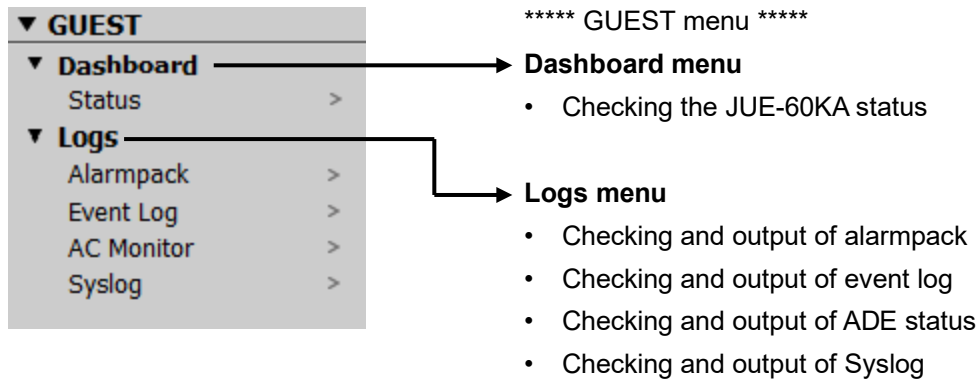 ▼ GUEST
▼ Dashboard
Status >
▼ Logs
Alarmpack >
Event Log >
AC Monitor >
Syslog >
***** GUEST menu *****
Dashboard menu
• Checking the JUE-60KA status
Logs menu
• Checking and output of alarmpack
• Checking and output of event log
• Checking and output of ADE status
• Checking and output of Syslog